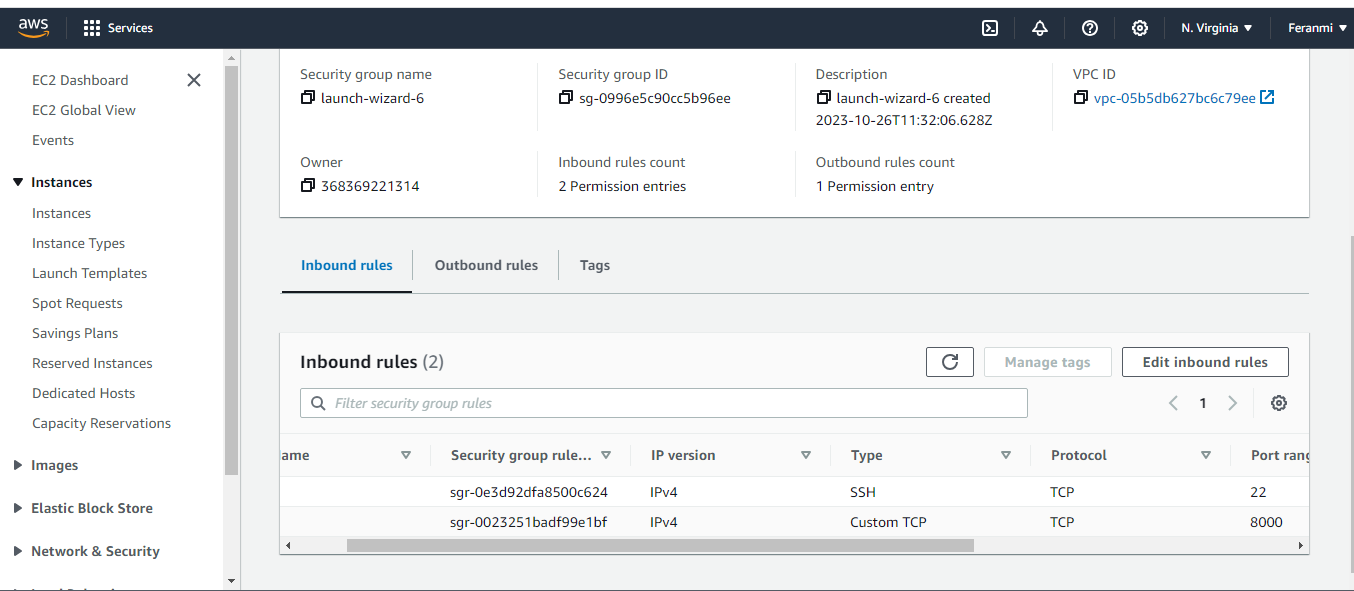 aws Services N. Virginia Feranmi
EC2 Dashboard
EC2 Global View
Events
Instances
Instances
Instance Types
Launch Templates
Spot Requests
Savings Plans
Reserved Instances
Dedicated Hosts
Capacity Reservations
Images
Elastic Block Store
Network & Security
Security group name
launch-wizard-6
Security group ID
sg-0996e5c90cc5b96ee
Description
launch-wizard-6 created
2023-10-26T11:32:06.628Z
VPC ID
vpc-05b5db627bc6c79ee
Owner
368369221314
Inbound rules count
2 Permission entries
Outbound rules count
1 Permission entry
Inbound rules Outbound rules Tags
Inbound rules (2) Manage tags Edit inbound rules
Filter security group rules 1
ame Security group rule... IP version Type Protocol Port rang
sgr-0e3d92dfa8500c624 IPv4 SSH TCP 22
sgr-0023251badf99e1bf IPv4 Custom TCP TCP 8000